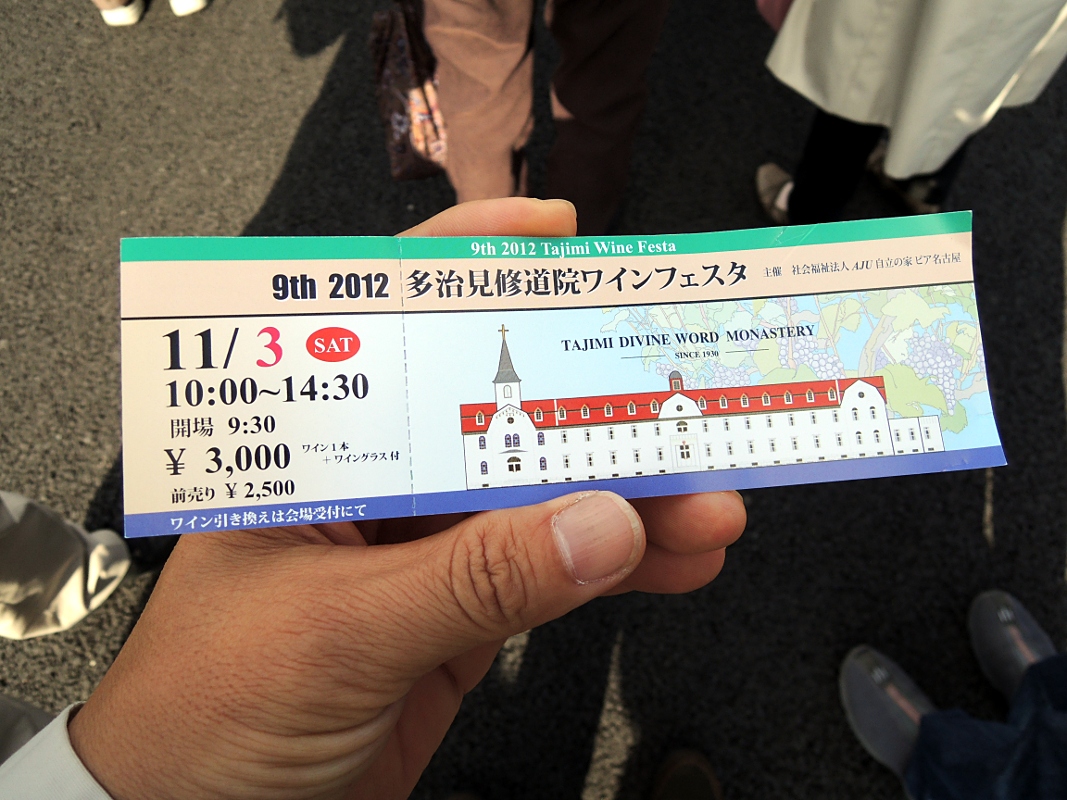 9th 2012 Tajimi Wine Festa
9th 2012 多治見修道院ワインフェスタ
主催 社会福祉法人 AJU 自立の家 ピア名古屋
11/3 SAT
10:00~14:30
開場 9:30
¥ 3,000 ワイン1本
+ワイングラス付
前売り ¥ 2,500
ワイン引き換えは会場受付にて
TAJIMI DIVINE WORD MONASTERY
SINCE 1930